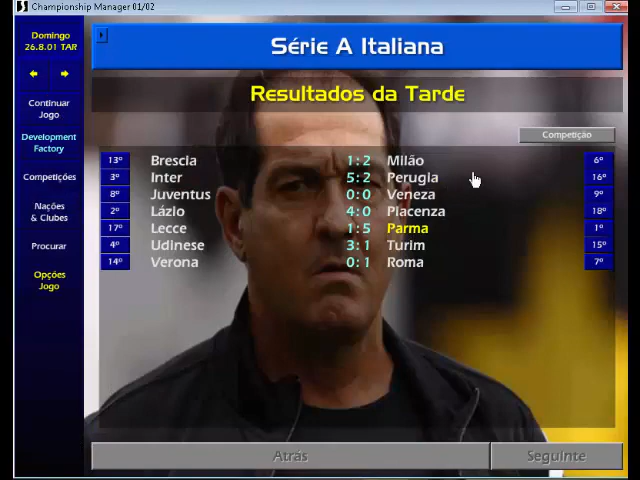 Championship Manager 01/02
Domingo
26.8.01 TAR
Continuar
Jogo
Development
Factory
Competições
Nações
& Clubes
Procurar
Opções
Jogo
Série A Italiana
Resultados da Tarde
Competição
13º Brescia 1:2 Milão 6º
3º Inter 5:2 Perugia 16º
8º Juventus 0:0 Veneza 9º
2º Lázio 4:0 Piacenza 18º
17º Lecce 1:5 Parma 1º
4º Udinese 3:1 Turim 15º
14º Verona 0:1 Roma 7º
Atrás
Seguinte